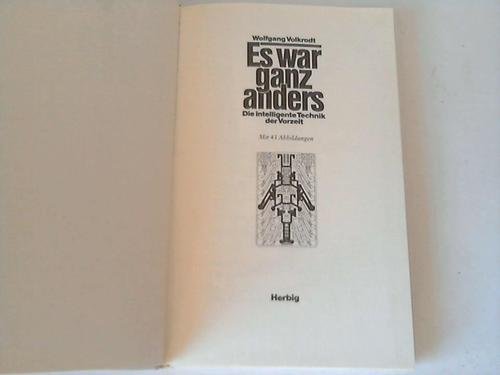 Wolfgang Volkrodt
Es war
ganz
anders
Die intelligente Technik
der Vorzeit
Mit 41 Abbildungen
Herbig